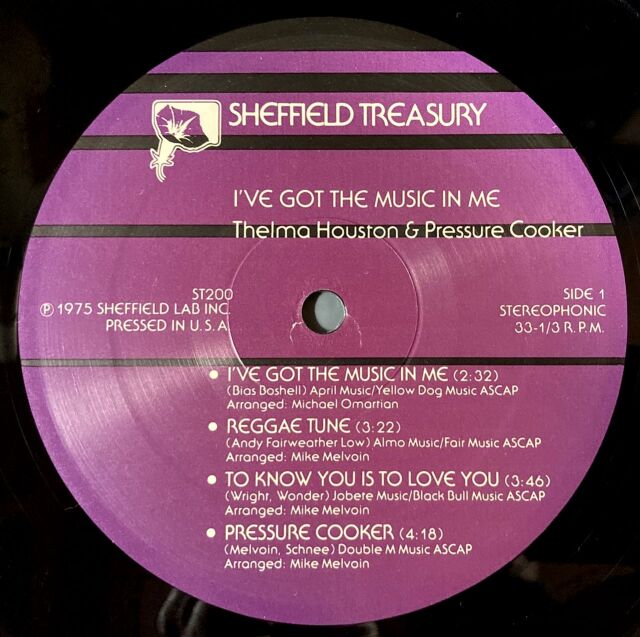 SHEFFIELD TREASURY
I'VE GOT THE MUSIC IN ME
Thelma Houston & Pressure Cooker
ST200
℗ 1975 SHEFFIELD LAB INC.
PRESSED IN U.S.A.
SIDE 1
STEREOPHONIC
33-1/3 R.P.M.
• I'VE GOT THE MUSIC IN ME (2:32)
(Bias Boshell) April Music/Yellow Dog Music ASCAP
Arranged: Michael Omartian
• REGGAE TUNE (3:22)
(Andy Fairweather Low) Almo Music/Fair Music ASCAP
Arranged: Mike Melvoin
• TO KNOW YOU IS TO LOVE YOU (3:46)
(Wright, Wonder) Jobete Music/Black Bull Music ASCAP
Arranged: Mike Melvoin
• PRESSURE COOKER (4:18)
(Melvoin, Schnee) Double M Music ASCAP
Arranged: Mike Melvoin